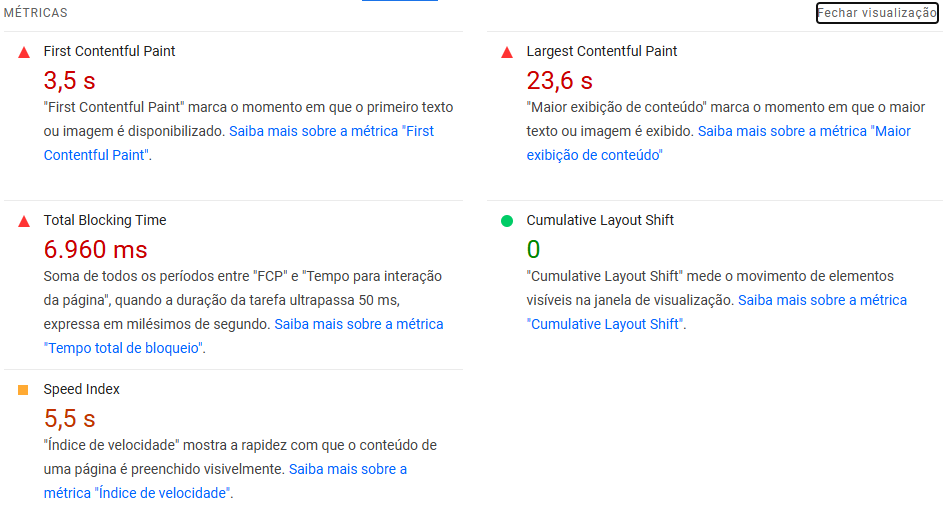 MÉTRICAS
Fechar visualização
First Contentful Paint
3,5 s
"First Contentful Paint" marca o momento em que o primeiro texto
ou imagem é disponibilizado. Saiba mais sobre a métrica "First
Contentful Paint".
Largest Contentful Paint
23,6 s
"Maior exibição de conteúdo" marca o momento em que o maior
texto ou imagem é exibido. Saiba mais sobre a métrica "Maior
exibição de conteúdo"
Total Blocking Time
6.960 ms
Soma de todos os períodos entre "FCP" e "Tempo para interação
da página", quando a duração da tarefa ultrapassa 50 ms,
expressa em milésimos de segundo. Saiba mais sobre a métrica
"Tempo total de bloqueio".
Cumulative Layout Shift
0
"Cumulative Layout Shift" mede o movimento de elementos
visíveis na janela de visualização. Saiba mais sobre a métrica
"Cumulative Layout Shift".
Speed Index
5,5 s
"Índice de velocidade" mostra a rapidez com que o conteúdo de
uma página é preenchido visivelmente. Saiba mais sobre a
métrica "Índice de velocidade".